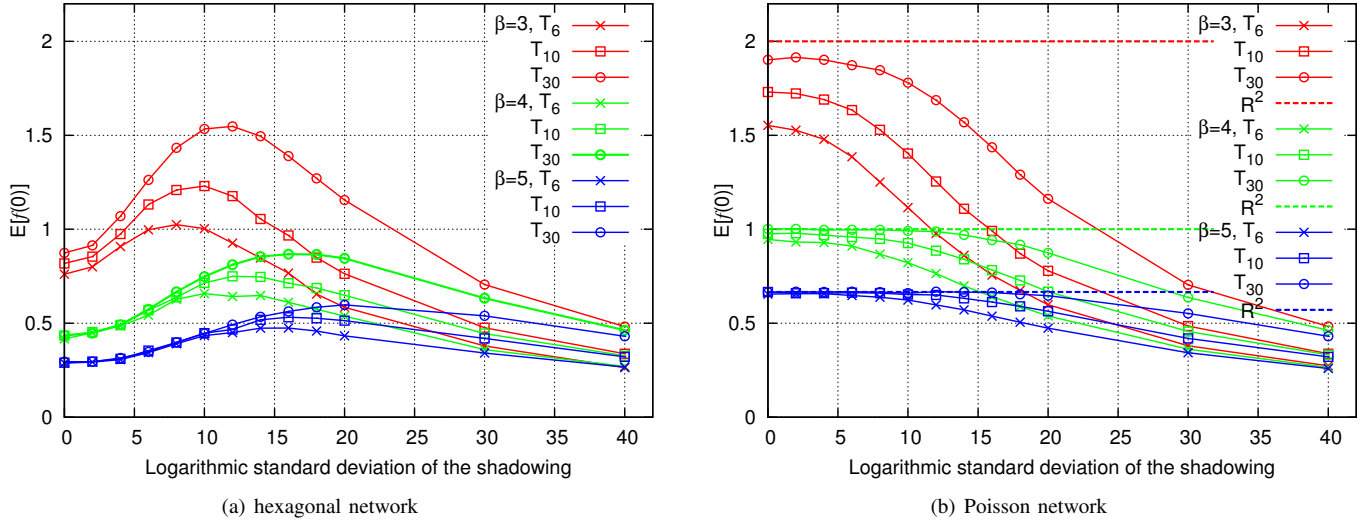 2
1.5
1
0.5
0
E[f(0)]
0 5 10 15 20 25 30 35 40
Logarithmic standard deviation of the shadowing
β=3, T6
T10
T30
β=4, T6
T10
T30
β=5, T6
T10
T30
(a) hexagonal network
2
1.5
1
0.5
0
E[f(0)]
0 5 10 15 20 25 30 35 40
Logarithmic standard deviation of the shadowing
β=3, T6
T10
T30
R2
β=4, T6
T10
T30
R2
β=5, T6
T10
T30
R2
(b) Poisson network